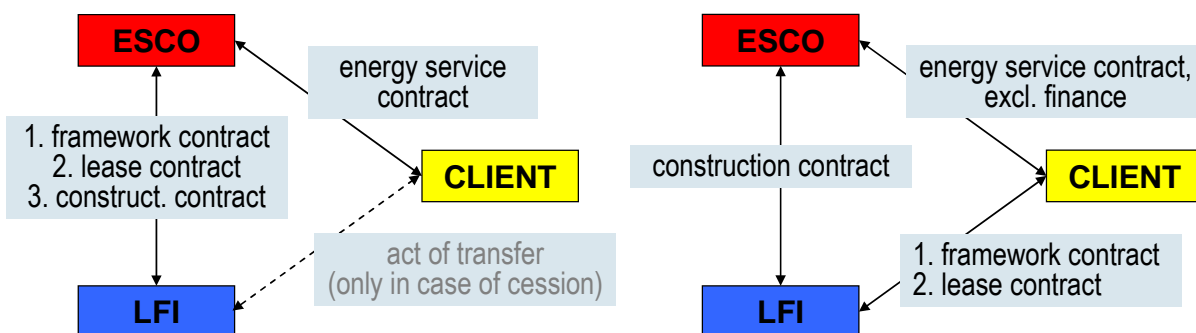 ESCO
energy service
contract
1. framework contract
2. lease contract
3. construct. contract
CLIENT
act of transfer
(only in case of cession)
LFI
ESCO
energy service contract,
excl. finance
construction contract
CLIENT
1. framework contract
2. lease contract
LFI